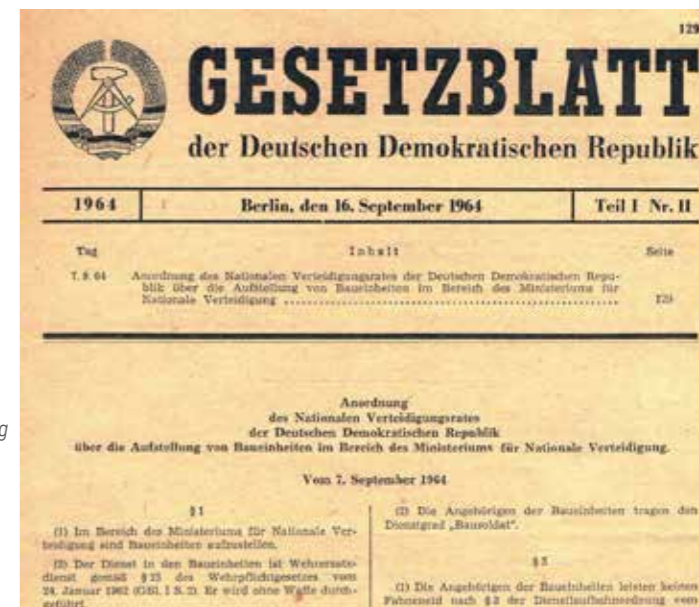 129
GESETZBLATT
der Deutschen Demokratischen Republik
1964 Berlin, den 16. September 1964 Teil I Nr. 11
Tag Inhalt Seite
7. 9. 64 Anordnung des Nationalen Verteidigungsrates der Deutschen Demokratischen Repu-
blik über die Aufstellung von Baueinheiten im Bereich des Ministeriums für
Nationale Verteidigung 129
g
Anordnung
des Nationalen Verteidigungsrates
der Deutschen Demokratischen Republik
über die Aufstellung von Baueinheiten im Bereich des Ministeriums für Nationale Verteidigung.
Vom 7. September 1964
§ 1
(1) Im Bereich des Ministeriums für Nationale Ver-
teidigung sind Baueinheiten aufzustellen.
(2) Der Dienst in den Baueinheiten ist Wehrersatz-
dienst gemäß § 25 des Wehrpflichtgesetzes vom
24. Januar 1962 (GBl. I S. 2). Er wird ohne Waffe durch-
geführt.
(2) Die Angehörigen der Baueinheiten tragen den
Dienstgrad „Bausoldat".
(1) Die Angehörigen der Baueinheiten leisten keinen
Fahneneid nach § 3 der Dienstlaufbahnordnung vom